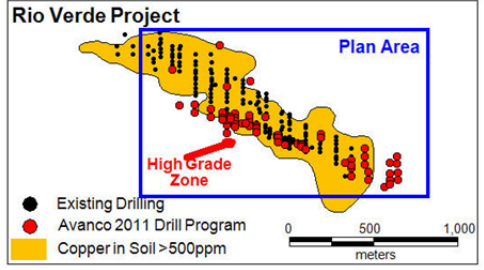 Rio Verde Project
Plan Area
High Grade
Zone
Existing Drilling
Avanco 2011 Drill Program
Copper in Soil >500ppm
0 500 1,000
meters